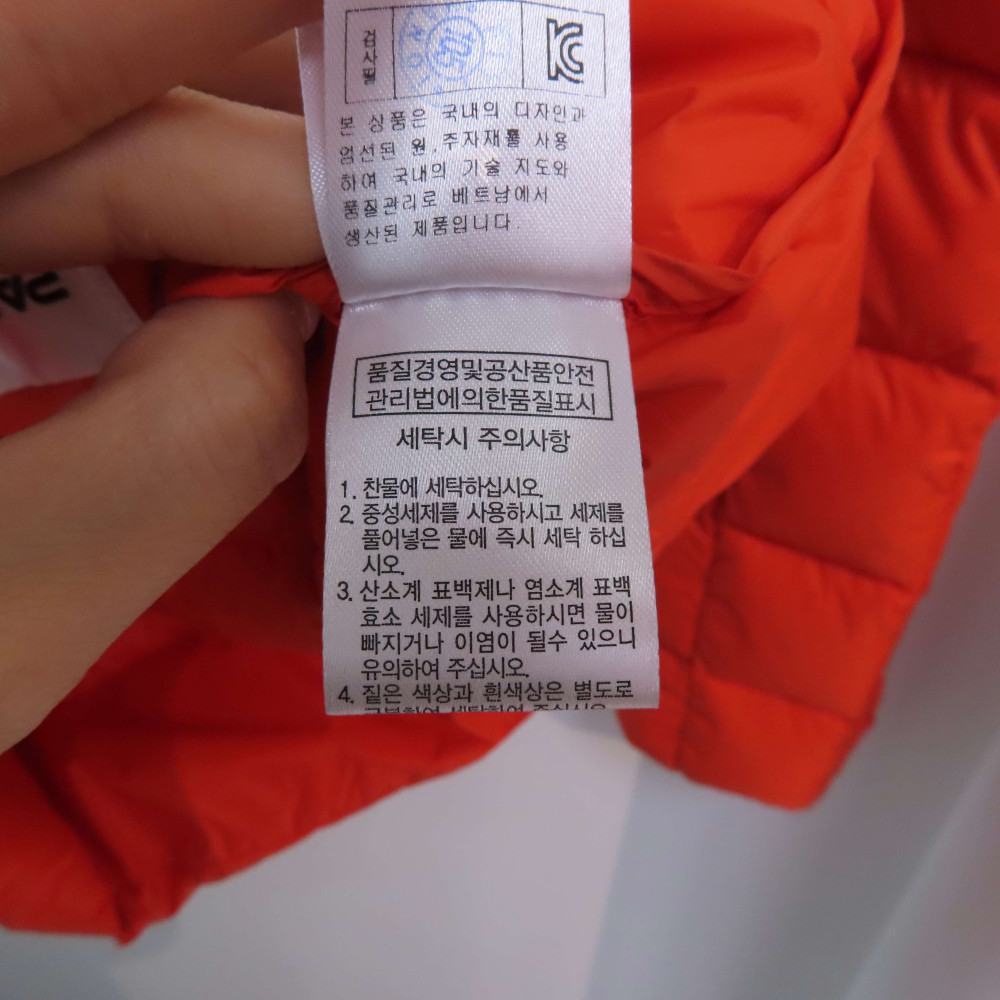 검사필
KC
본 상품은 국내의 디자인과
엄선된 원.주자재를 사용
하여 국내의 기술 지도와
품질관리로 베트남에서
생산된 제품입니다.
품질경영및공산품안전
관리법에의한품질표시
세탁시 주의사항
1. 찬물에 세탁하십시오.
2. 중성세제를 사용하시고 세제를
풀어넣은 물에 즉시 세탁 하십
시오.
3. 산소계 표백제나 염소계 표백
효소 세제를 사용하시면 물이
빠지거나 이염이 될수 있으니
유의하여 주십시오.
4. 짙은 색상과 흰색상은 별도로